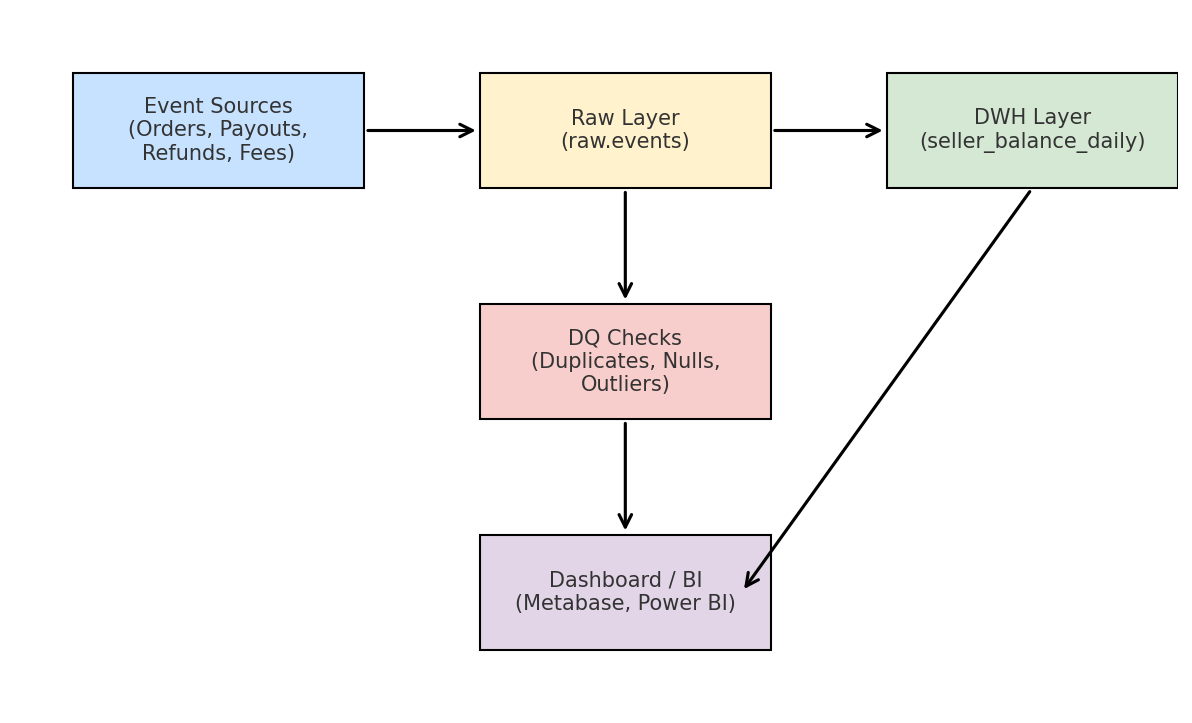 Event Sources
(Orders, Payouts,
Refunds, Fees)
Raw Layer
(raw.events)
DWH Layer
(seller_balance_daily)
DQ Checks
(Duplicates, Nulls,
Outliers)
Dashboard / BI
(Metabase, Power BI)